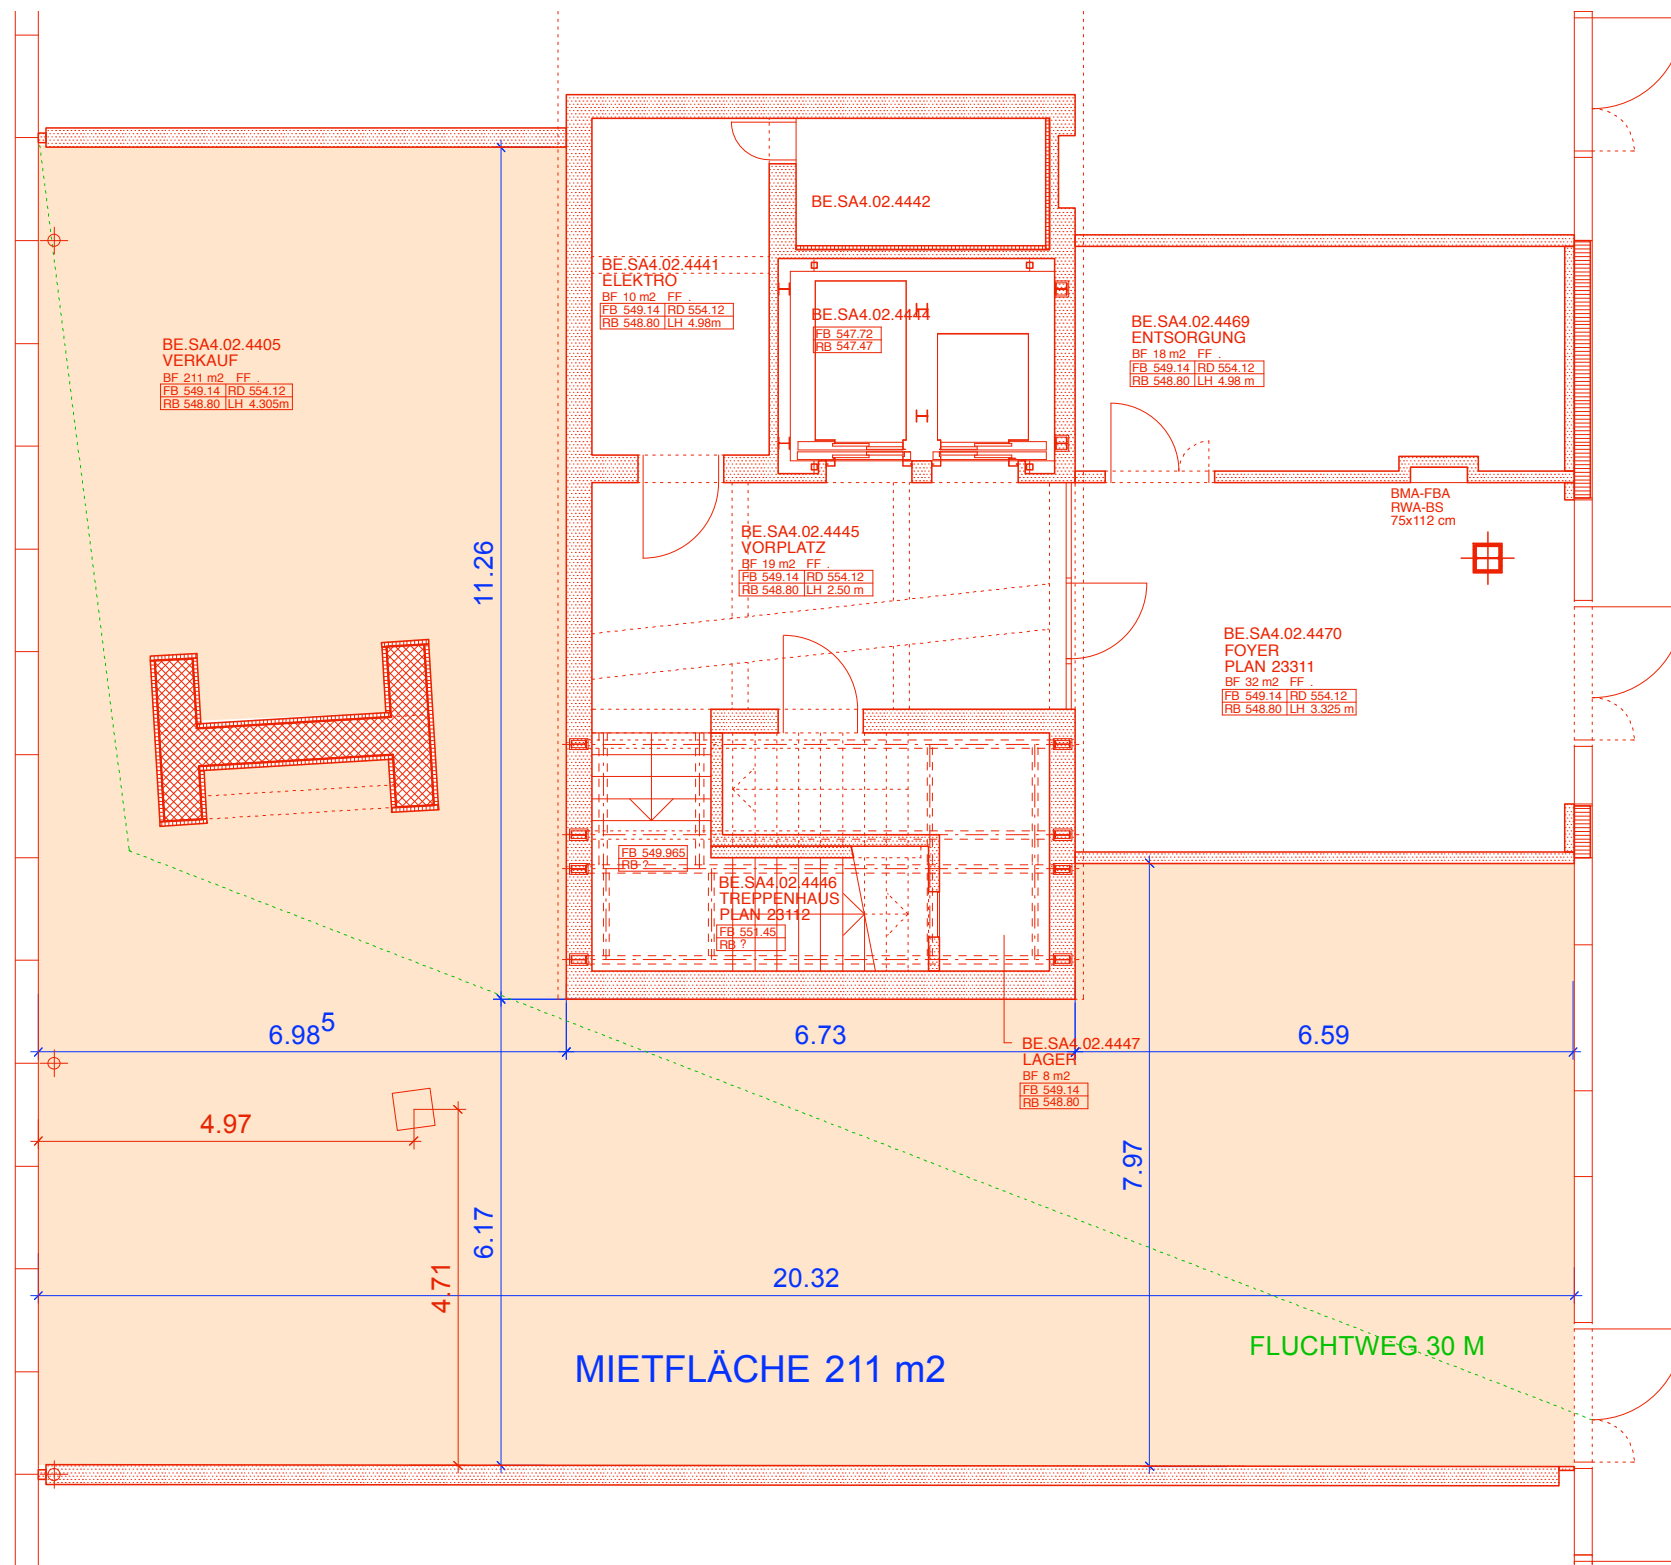 BE.SA4.02.4442
BE.SA4.02.4441
ELEKTRO
BF 10 m2 FF .
FB 549.14 RD 554.12
RB 548.80 LH 4.98m
BE.SA4.02.4444
FB 547.72
RB 547.47
BE.SA4.02.4469
ENTSORGUNG
BF 18 m2 FF .
FB 549.14 RD 554.12
RB 548.80 LH 4.98 m
BE.SA4.02.4405
VERKAUF
BF 211 m2 FF .
FB 549.14 RD 554.12
RB 548.80 LH 4.305m
BMA-FBA
RWA-BS
75x112 cm
BE.SA4.02.4445
VORPLATZ
BF 19 m2 FF .
FB 549.14 RD 554.12
RB 548.80 LH 2.50 m
11.26
BE.SA4.02.4470
FOYER
PLAN 23311
BF 32 m2 FF .
FB 549.14 RD 554.12
RB 548.80 LH 3.325 m
FB 549.965
RB ?
BE.SA4.02.4446
TREPPENHAUS
PLAN 23112
FB 551.45
RB ?
6.98⁵
6.73
6.59
BE.SA4.02.4447
LAGER
BF 8 m2
FB 549.14
RB 548.80
4.97
7.97
6.17
4.71
20.32
FLUCHTWEG 30 M
MIETFLÄCHE 211 m2